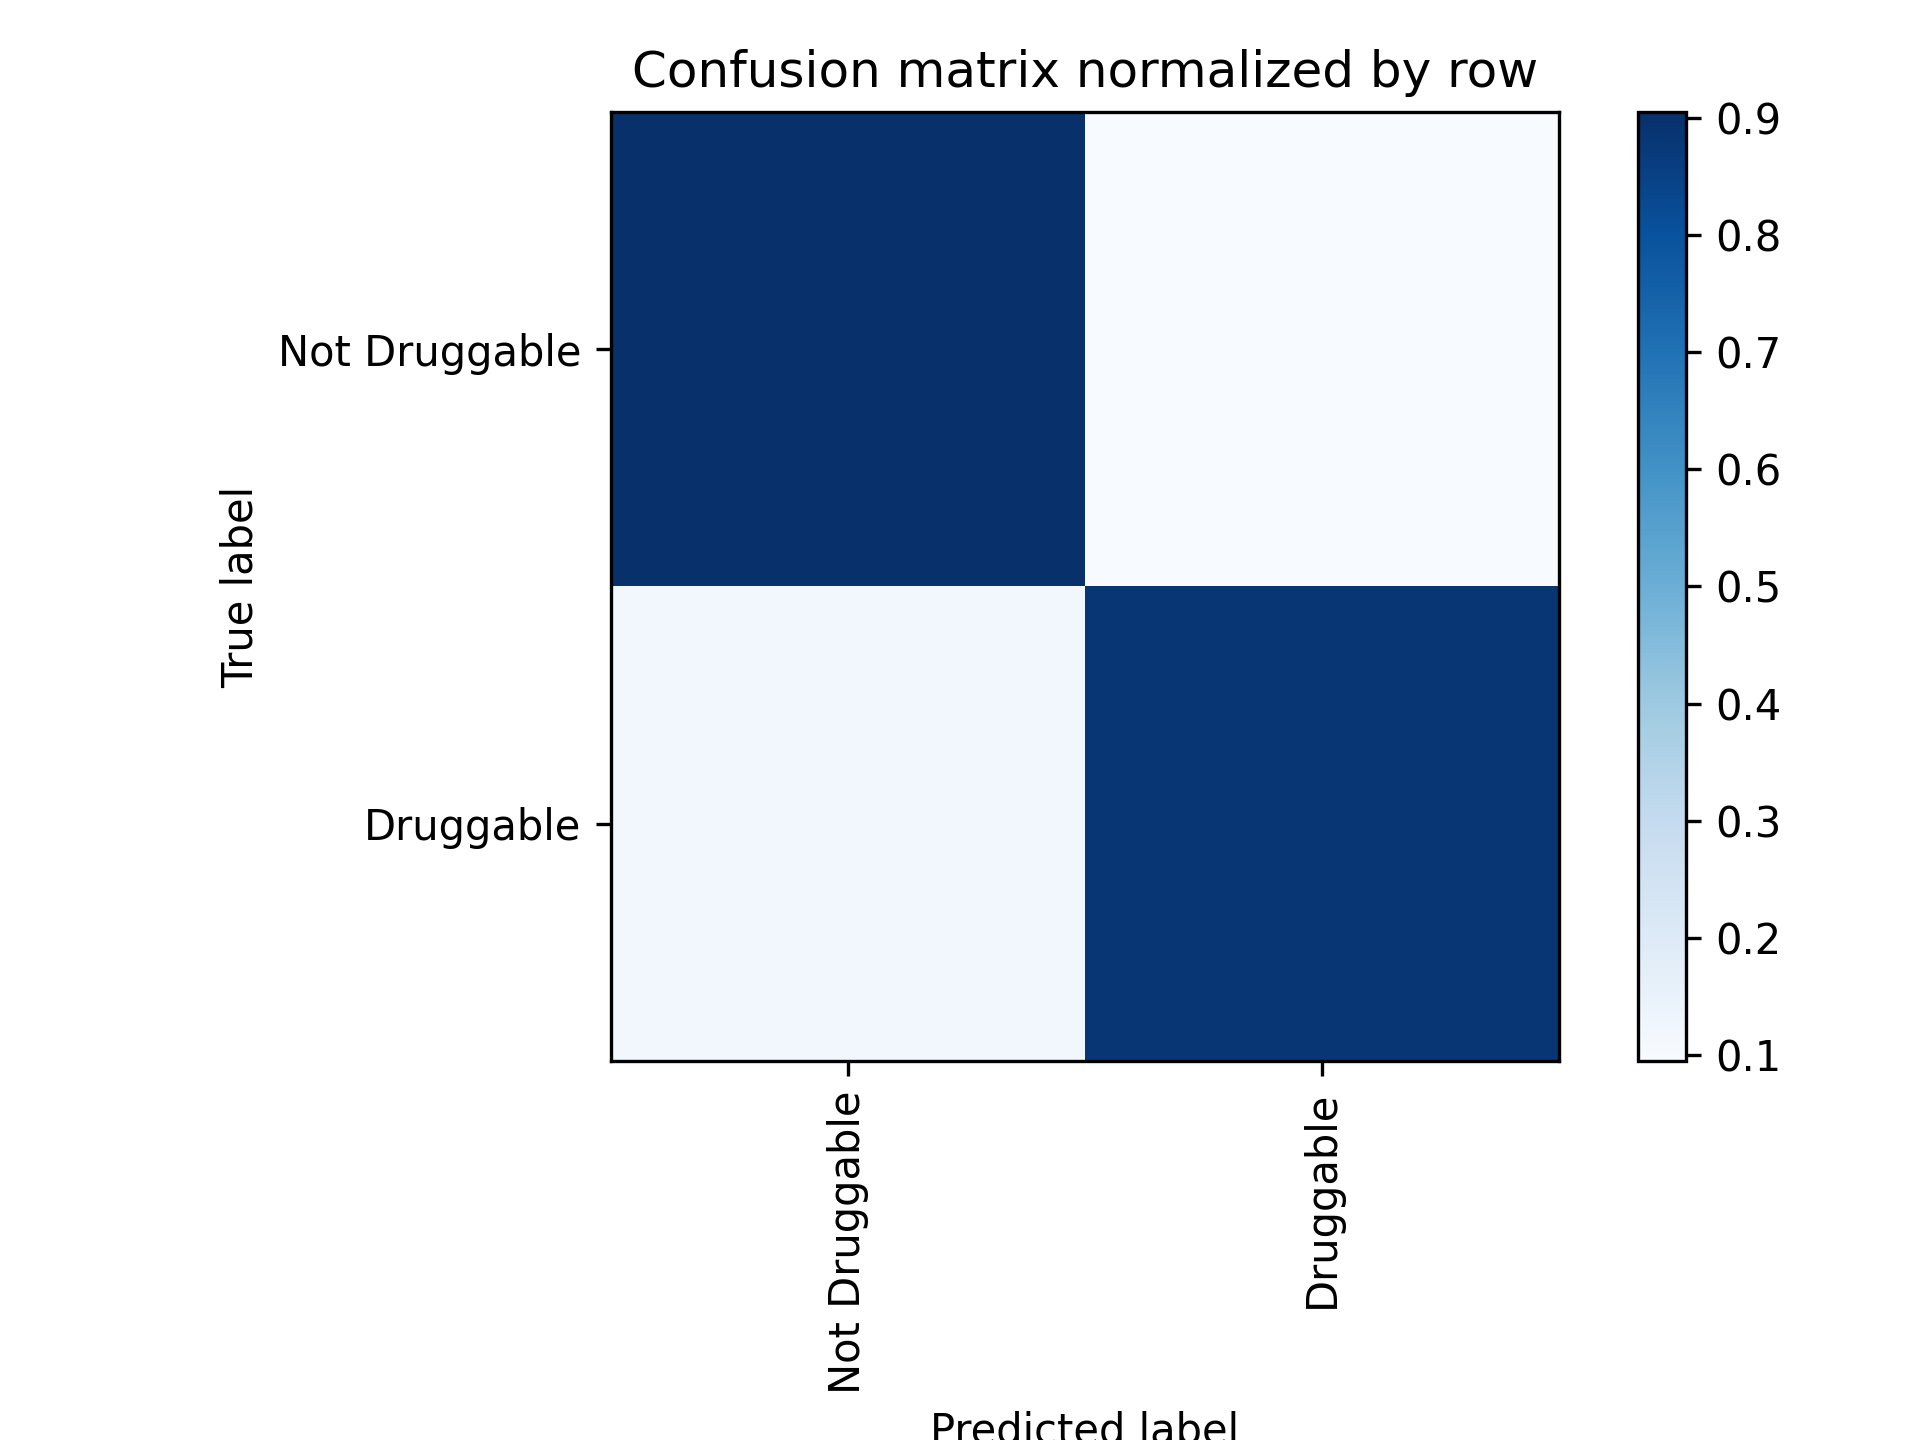 Confusion matrix normalized by row
0.9
0.8
0.7
0.6
0.5
0.4
0.3
0.2
0.1
True label
Not Druggable
Druggable
Not Druggable
Druggable
Predicted label